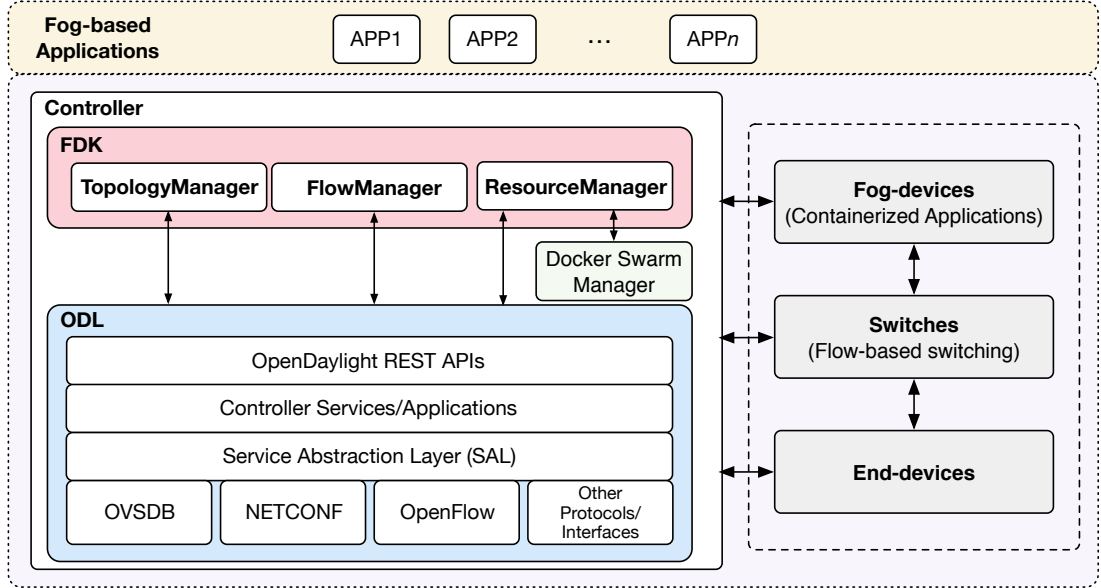 Fog-based
Applications
APP1
APP2
...
APPn
Controller
FDK
TopologyManager
FlowManager
ResourceManager
Docker Swarm
Manager
ODL
OpenDaylight REST APIs
Controller Services/Applications
Service Abstraction Layer (SAL)
OVSDB
NETCONF
OpenFlow
Other
Protocols/
Interfaces
Fog-devices
(Containerized Applications)
Switches
(Flow-based switching)
End-devices